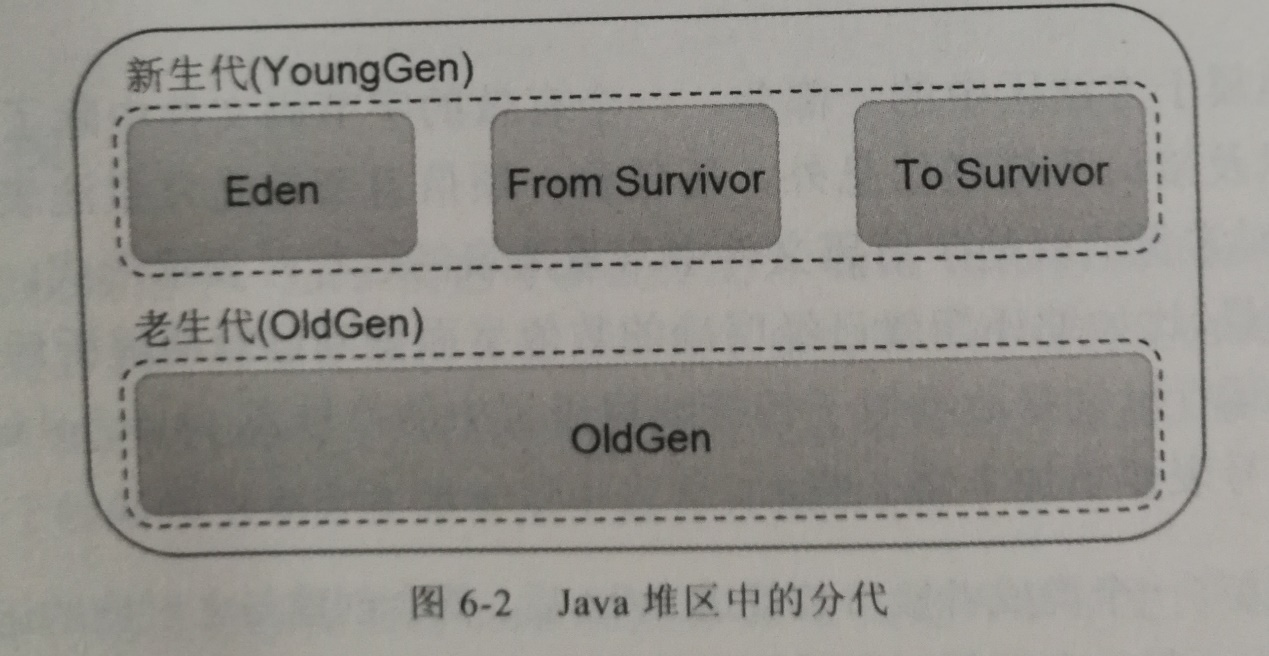 新生代(YoungGen)
Eden
From Survivor
To Survivor
老生代(OldGen)
OldGen
图 6-2 Java 堆区中的分代